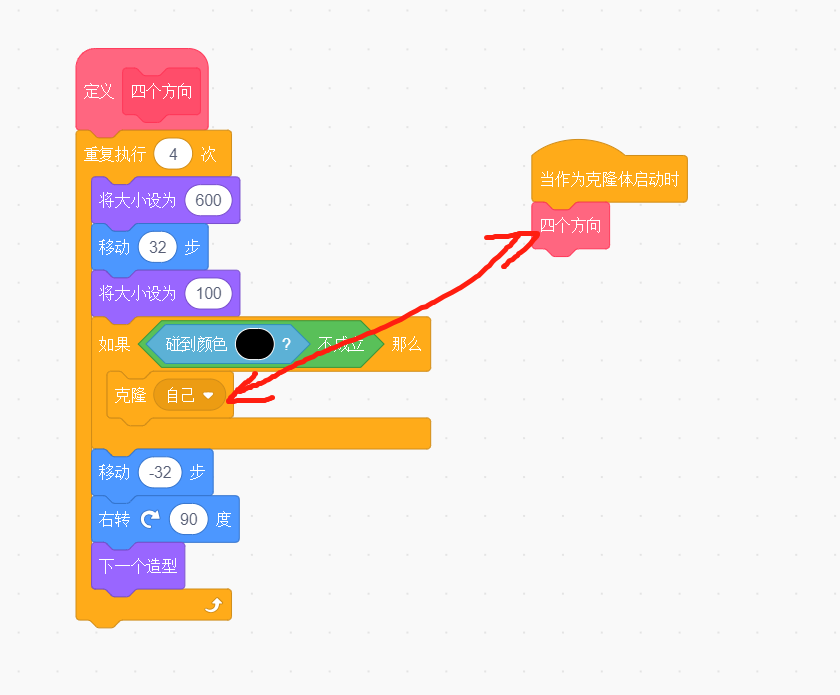 定义 四个方向
重复执行 4 次
将大小设为 600
移动 32 步
将大小设为 100
如果 碰到颜色 ? 不成立 那么
克隆 自己
移动 -32 步
右转 90 度
下一个造型
当作为克隆体启动时
四个方向